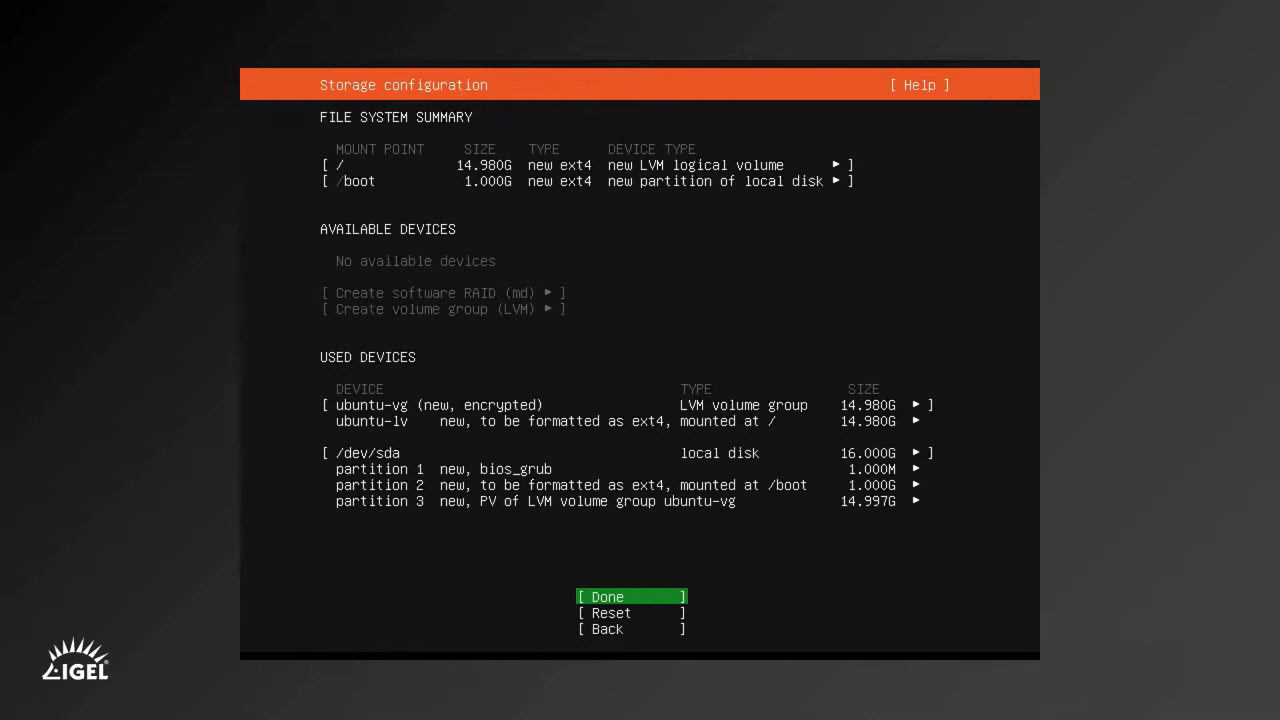 Storage configuration [ Help ]
FILE SYSTEM SUMMARY
MOUNT POINT SIZE TYPE DEVICE TYPE
[ / 14.980G new ext4 new LVM logical volume ▸ ]
[ /boot 1.000G new ext4 new partition of local disk ▸ ]
AVAILABLE DEVICES
No available devices
[ Create software RAID (md) ▸ ]
[ Create volume group (LVM) ▸ ]
USED DEVICES
DEVICE TYPE SIZE
[ ubuntu-vg (new, encrypted) LVM volume group 14.980G ▸ ]
ubuntu-lv new, to be formatted as ext4, mounted at / 14.980G ▸
[ /dev/sda local disk 16.000G ▸ ]
partition 1 new, bios_grub 1.000M ▸
partition 2 new, to be formatted as ext4, mounted at /boot 1.000G ▸
partition 3 new, PV of LVM volume group ubuntu-vg 14.997G ▸
[ Done ]
[ Reset ]
[ Back ]
IGEL